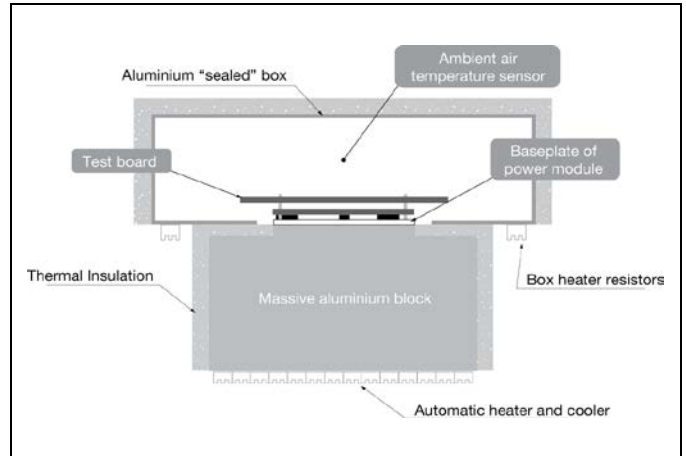 Ambient air
temperature sensor
Aluminium “sealed” box
Test board
Baseplate of
power module
Thermal Insulation
Box heater resistors
Massive aluminium block
Automatic heater and cooler